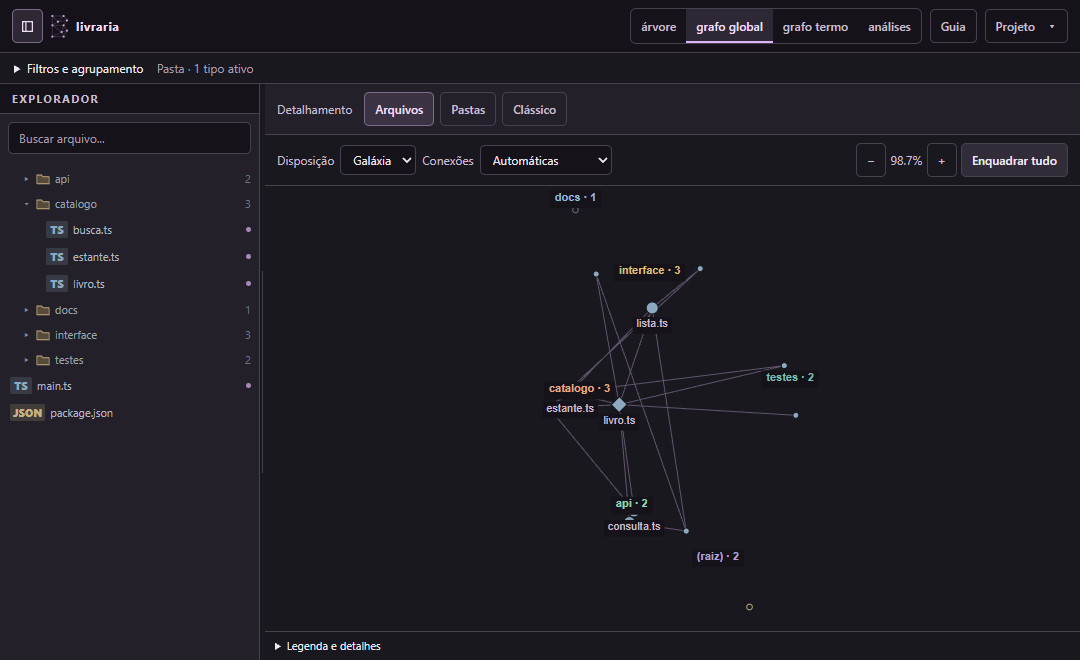 livraria
árvore grafo global grafo termo análises Guia Projeto
Filtros e agrupamento Pasta · 1 tipo ativo
EXPLORADOR
Buscar arquivo...
api 2
catalogo 3
TS busca.ts
TS estante.ts
TS livro.ts
docs 1
interface 3
testes 2
TS main.ts
JSON package.json
Detalhamento Arquivos Pastas Clássico
Disposição Galáxia Conexões Automáticas − 98.7% + Enquadrar tudo
docs · 1
interface · 3
lista.ts
testes · 2
catalogo · 3
estante.ts
livro.ts
api · 2
consulta.ts
(raiz) · 2
Legenda e detalhes